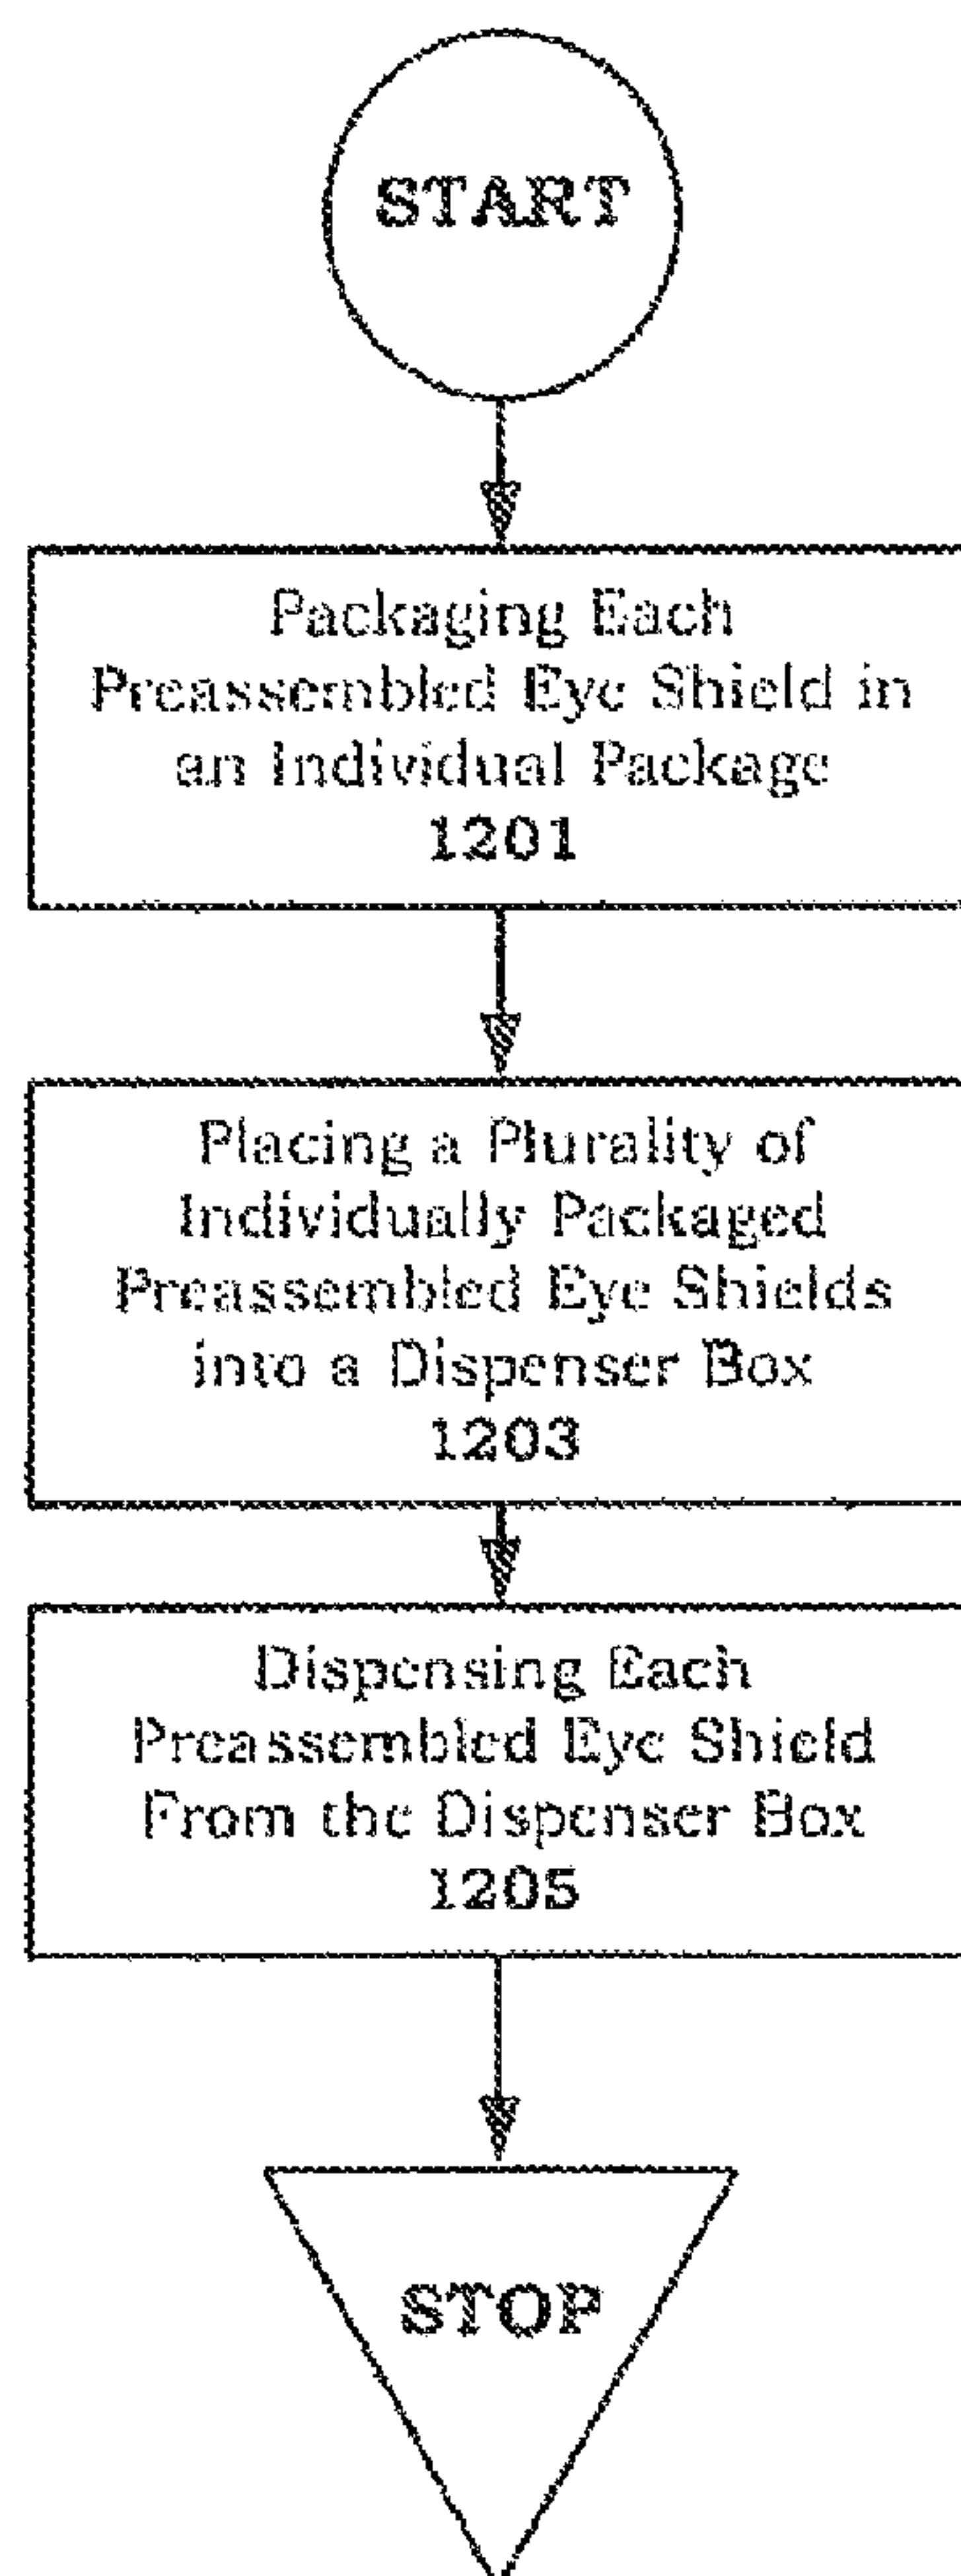 START
Packaging Each
Preassembled Eye Shield in
an Individual Package
1201
Placing a Plurality of
Individually Packaged
Preassembled Eye Shields
into a Dispenser Box
1203
Dispensing Each
Preassembled Eye Shield
From the Dispenser Box
1205
STOP